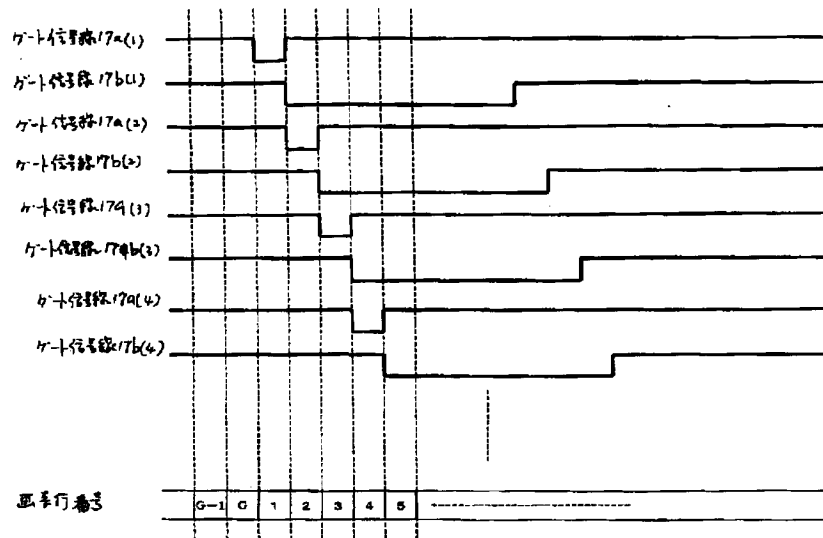 ゲート信号線17a(1)
ゲート信号線17b(1)
ゲート信号線17a(2)
ゲート信号線17b(2)
ゲート信号線17a(3)
ゲート信号線17b(3)
ゲート信号線17a(4)
ゲート信号線17b(4)
画素行番号 G-1 G 1 2 3 4 5